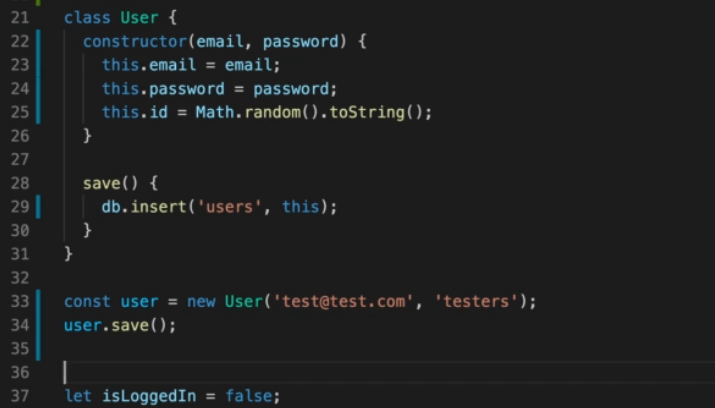 21 class User {
22 constructor(email, password) {
23 this.email = email;
24 this.password = password;
25 this.id = Math.random().toString();
26 }
27
28 save() {
29 db.insert('users', this);
30 }
31 }
32
33 const user = new User('test@test.com', 'testers');
34 user.save();
35
36
37 let isLoggedIn = false;